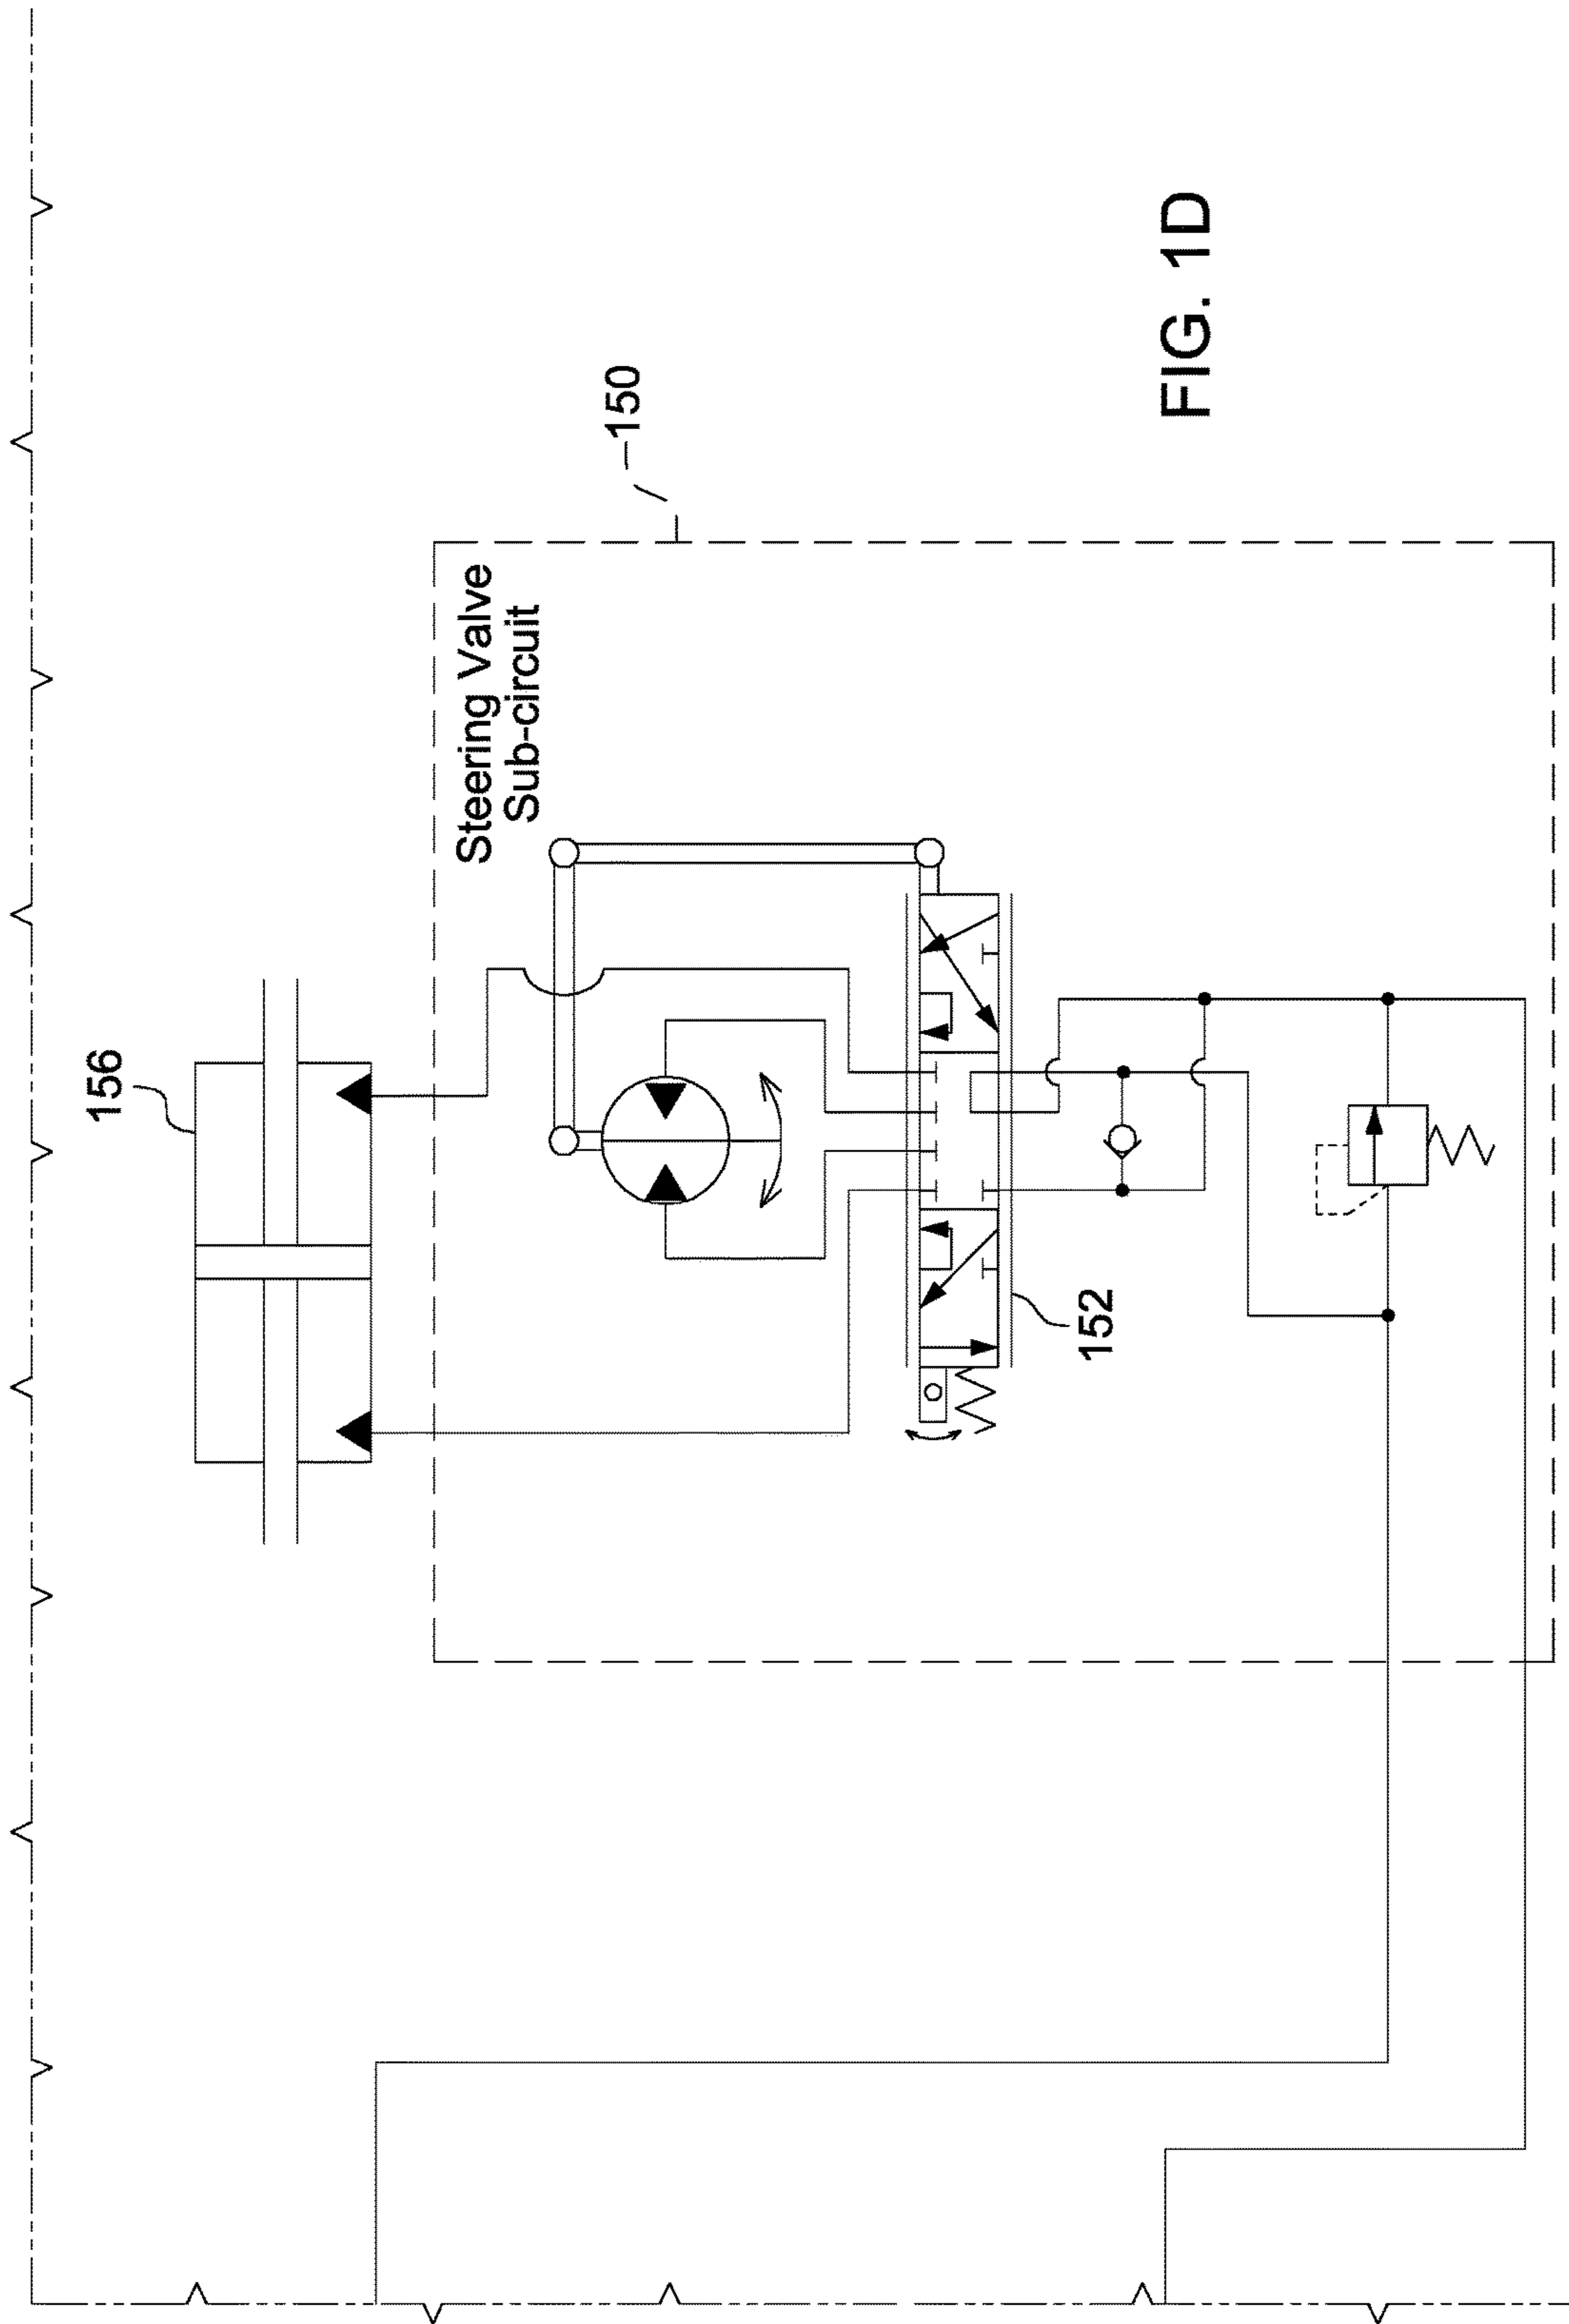 156
150
Steering Valve
Sub-circuit
152
FIG. 1D